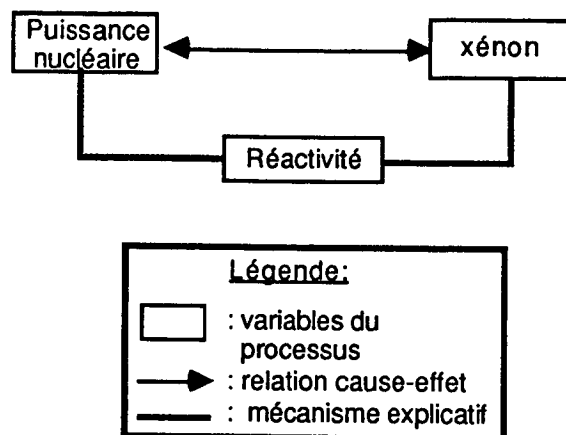 Puissance
nucléaire
xénon
Réactivité
Légende:
: variables du
processus
: relation cause-effet
: mécanisme explicatif